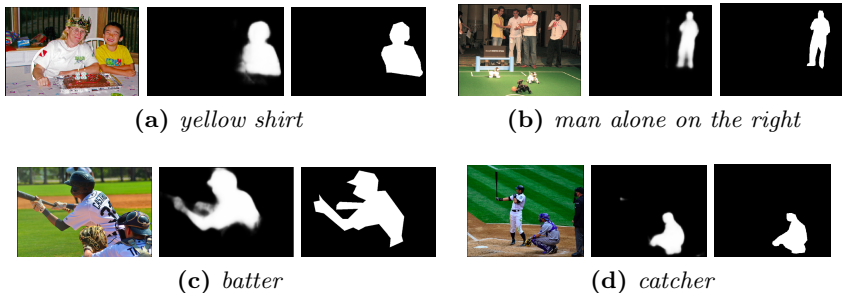 (a) yellow shirt
(b) man alone on the right
(c) batter
(d) catcher